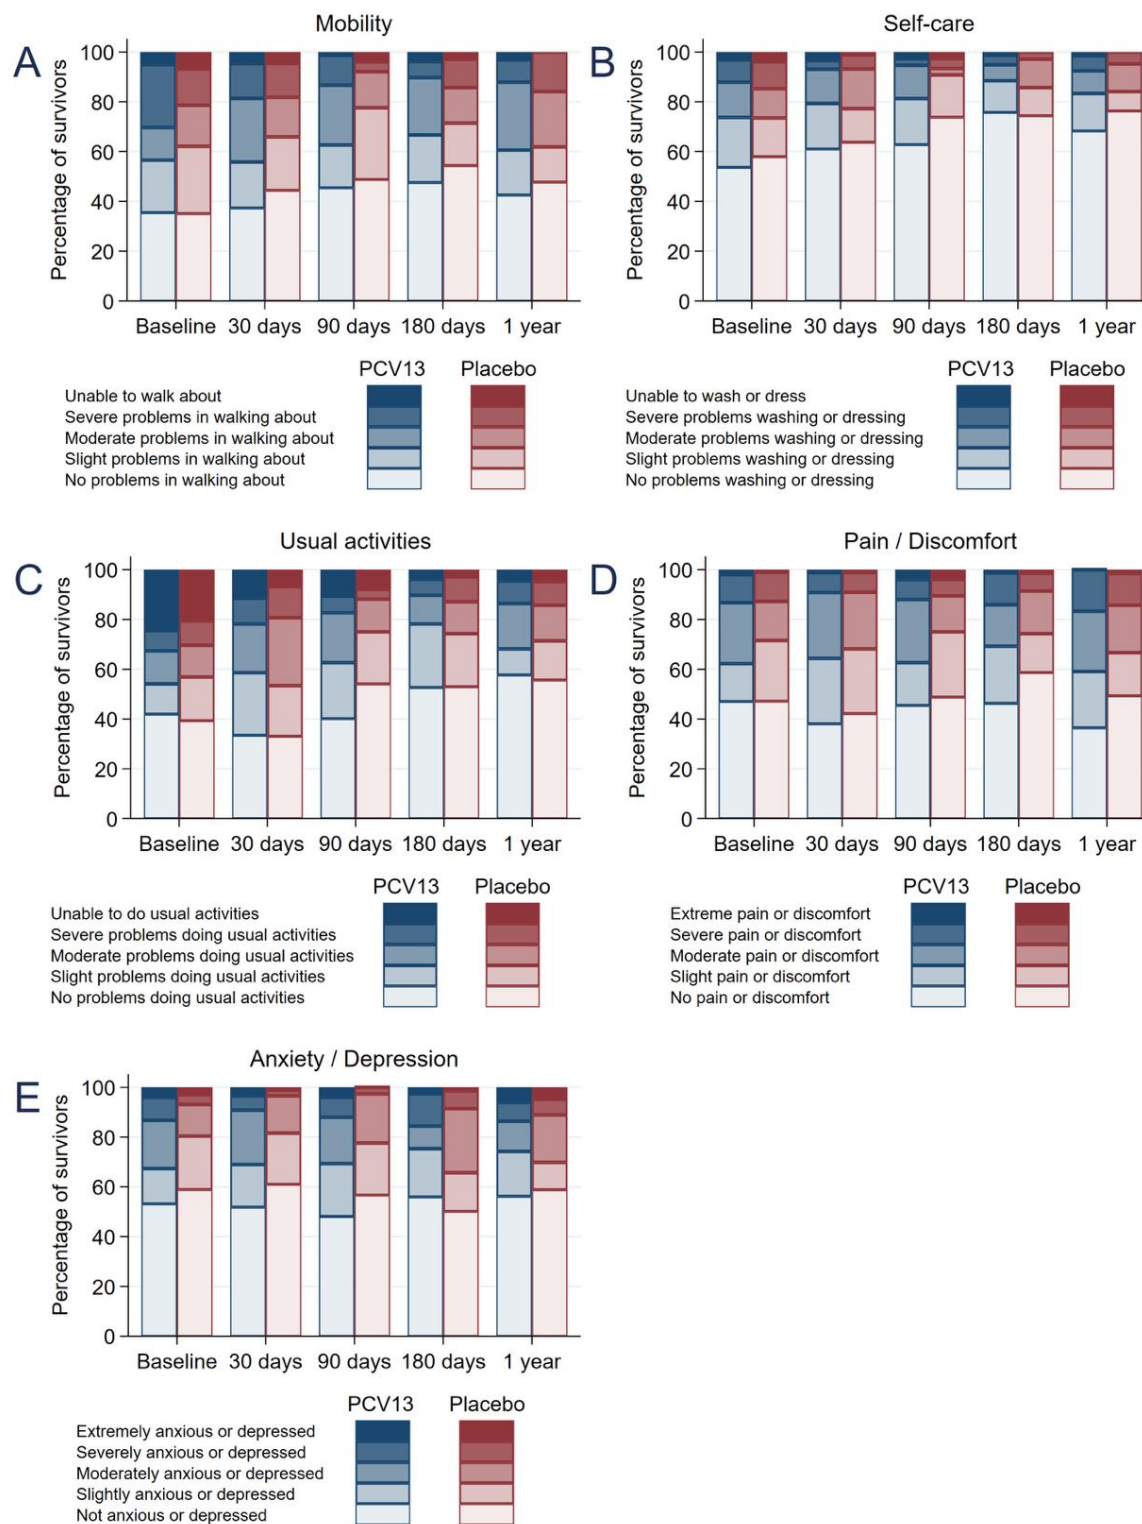 Mobility
A
Percentage of survivors
100
80
60
40
20
0
Baseline 30 days 90 days 180 days 1 year
PCV13 Placebo
Unable to walk about
Severe problems in walking about
Moderate problems in walking about
Slight problems in walking about
No problems in walking about
Self-care
B
Percentage of survivors
100
80
60
40
20
0
Baseline 30 days 90 days 180 days 1 year
PCV13 Placebo
Unable to wash or dress
Severe problems washing or dressing
Moderate problems washing or dressing
Slight problems washing or dressing
No problems washing or dressing
Usual activities
C
Percentage of survivors
100
80
60
40
20
0
Baseline 30 days 90 days 180 days 1 year
PCV13 Placebo
Unable to do usual activities
Severe problems doing usual activities
Moderate problems doing usual activities
Slight problems doing usual activities
No problems doing usual activities
Pain / Discomfort
D
Percentage of survivors
100
80
60
40
20
0
Baseline 30 days 90 days 180 days 1 year
PCV13 Placebo
Extreme pain or discomfort
Severe pain or discomfort
Moderate pain or discomfort
Slight pain or discomfort
No pain or discomfort
Anxiety / Depression
E
Percentage of survivors
100
80
60
40
20
0
Baseline 30 days 90 days 180 days 1 year
PCV13 Placebo
Extremely anxious or depressed
Severely anxious or depressed
Moderately anxious or depressed
Slightly anxious or depressed
Not anxious or depressed